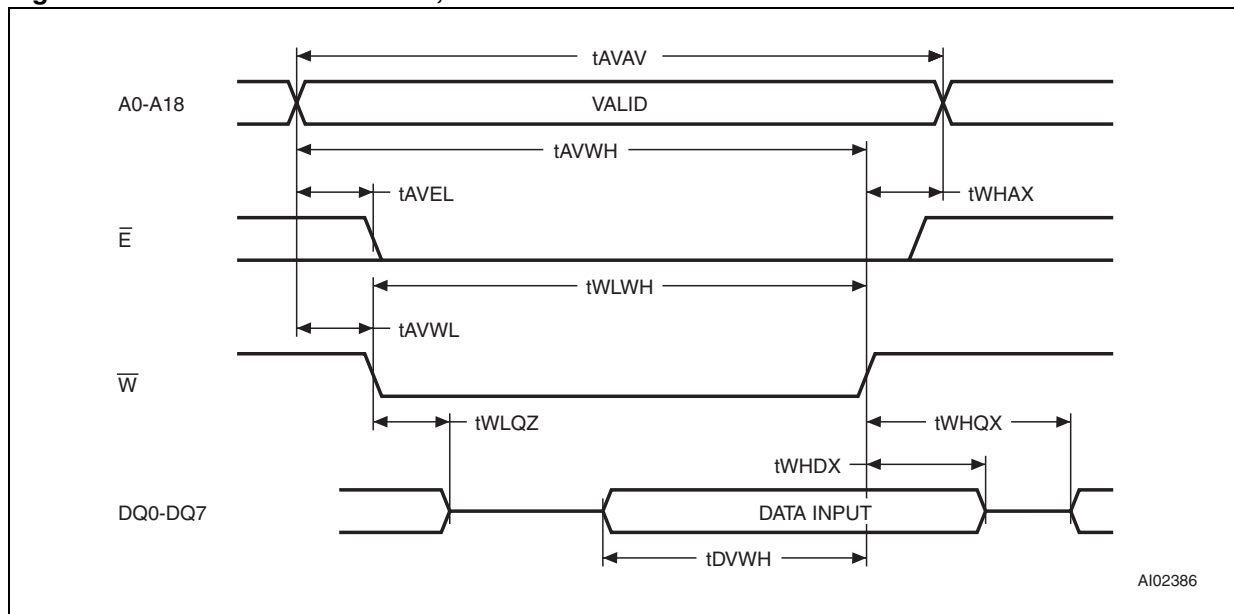 tAVAV
A0-A18
VALID
tAVWH
tAVEL
tWHAX
E̅
tWLWH
tAVWL
W̅
tWLQZ
tWHQX
tWHDX
DQ0-DQ7
DATA INPUT
tDVWH
AI02386